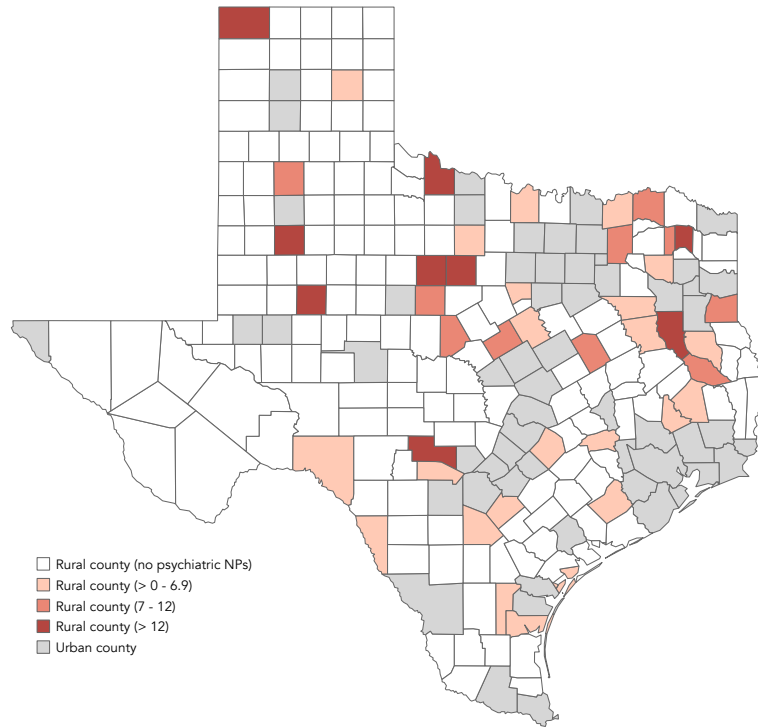 Rural county (no psychiatric NPs)
Rural county (> 0 - 6.9)
Rural county (7 - 12)
Rural county (> 12)
Urban county